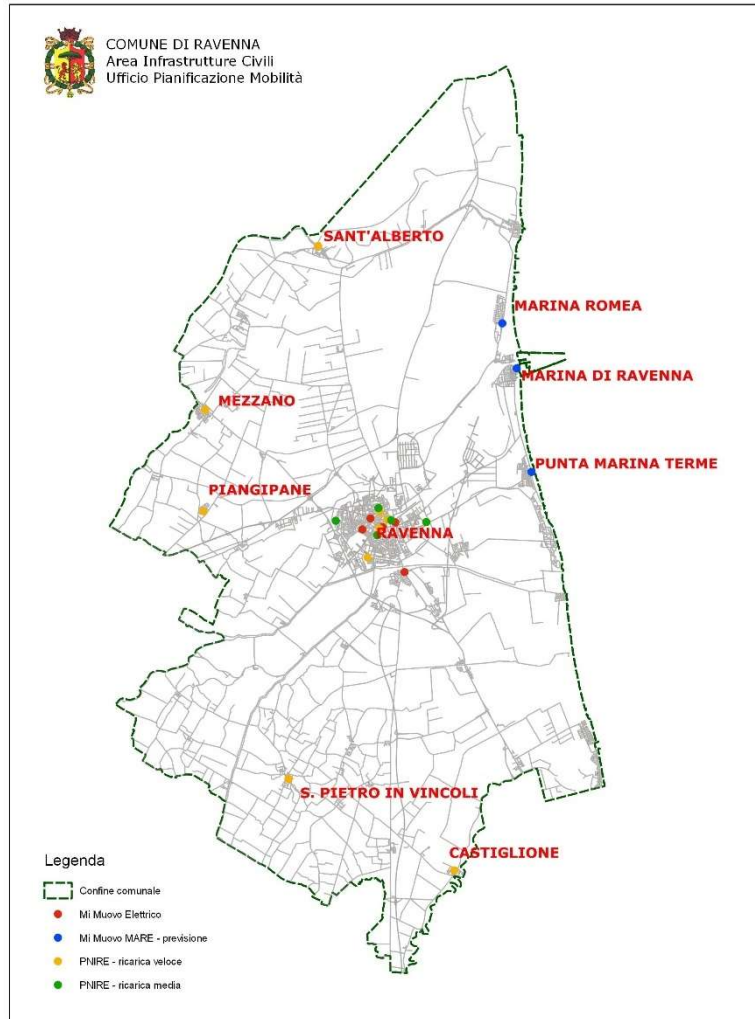 COMUNE DI RAVENNA
Area Infrastrutture Civili
Ufficio Pianificazione Mobilità
SANT'ALBERTO
MARINA ROMEA
MARINA DI RAVENNA
MEZZANO
PUNTA MARINA TERME
PIANGIPANE
RAVENNA
S. PIETRO IN VINCOLI
CASTIGLIONE
Legenda
Confine comunale
Mi Muovo Elettrico
Mi Muovo MARE - previsione
PNIRE - ricarica veloce
PNIRE - ricarica media